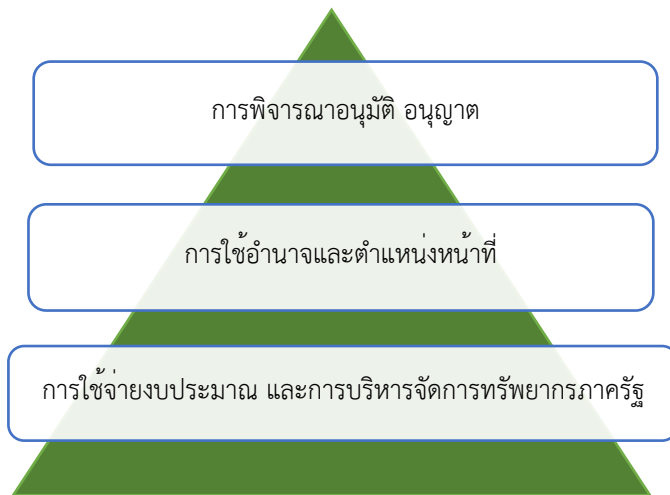 การพิจารณาอนุมัติ อนุญาต
การใช้อำนาจและตำแหน่งหน้าที่
การใช้จ่ายงบประมาณ และการบริหารจัดการทรัพยากรภาครัฐ